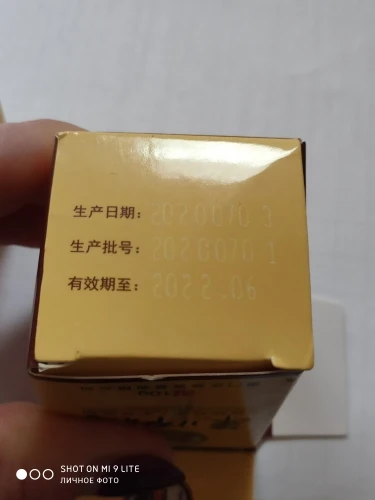 生产日期：20200703
生产批号：20200701
有效期至：2022.06
SHOT ON MI 9 LITE
ЛИЧНОЕ ФОТО